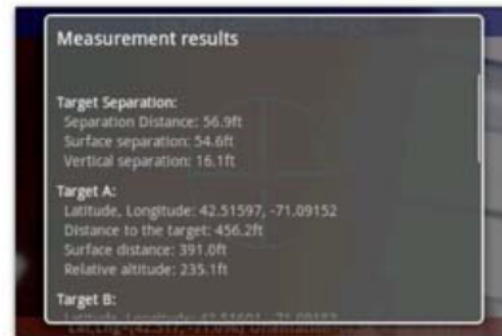 Measurement results
Target Separation:
Separation Distance: 56.9ft
Surface separation: 54.6ft
Vertical separation: 16.1ft
Target A:
Latitude, Longitude: 42.51597, -71.09152
Distance to the target: 456.2ft
Surface distance: 391.0ft
Relative altitude: 235.1ft
Target B: